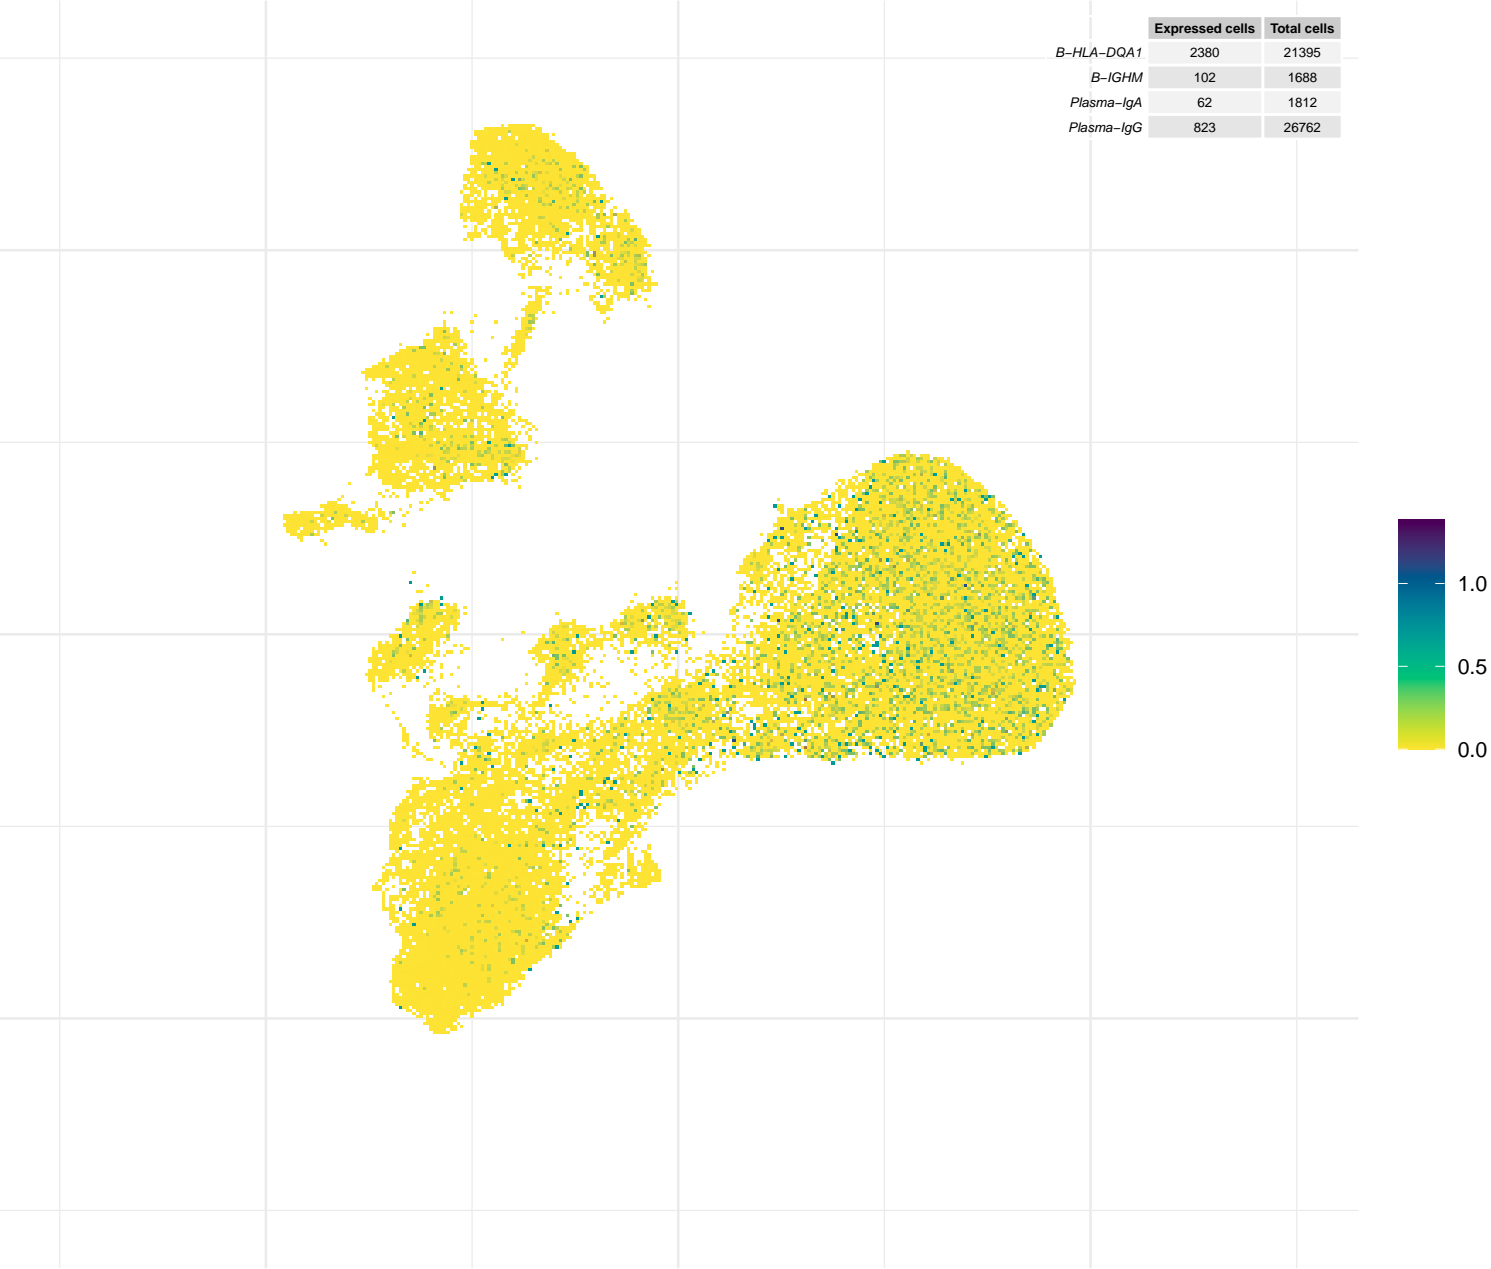 Expressed cells Total cells
B−HLA−DQA1 2380 21395
B−IGHM 102 1688
Plasma−IgA 62 1812
Plasma−IgG 823 26762
1.0
0.5
0.0